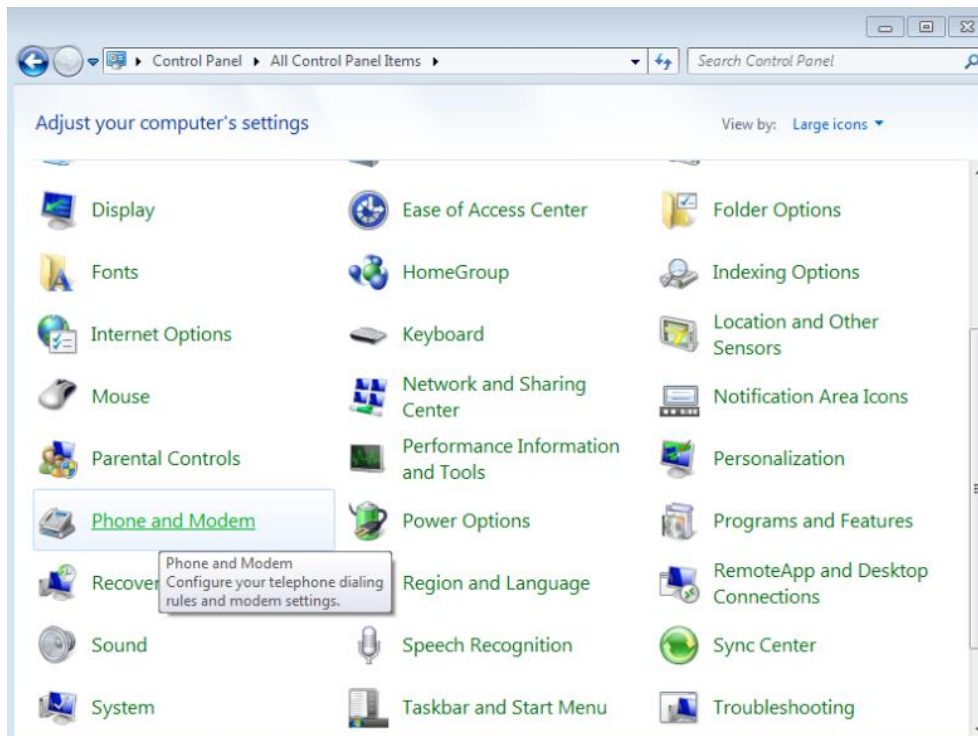 Control Panel ▸ All Control Panel Items ▸ Search Control Panel
Adjust your computer's settings View by: Large icons
Display Ease of Access Center Folder Options
Fonts HomeGroup Indexing Options
Internet Options Keyboard Location and Other
Sensors
Mouse Network and Sharing
Center Notification Area Icons
Parental Controls Performance Information
and Tools Personalization
Phone and Modem Power Options Programs and Features
Phone and Modem
Configure your telephone dialing
rules and modem settings.
Region and Language RemoteApp and Desktop
Connections
Sound Speech Recognition Sync Center
System Taskbar and Start Menu Troubleshooting